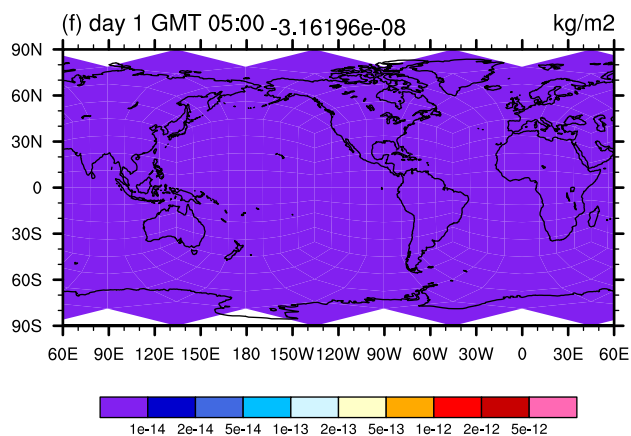 (f) day 1 GMT 05:00 -3.16196e-08 kg/m2
90N
60N
30N
0
30S
60S
90S
60E 90E 120E 150E 180 150W 120W 90W 60W 30W 0 30E 60E
1e-14 2e-14 5e-14 1e-13 2e-13 5e-13 1e-12 2e-12 5e-12